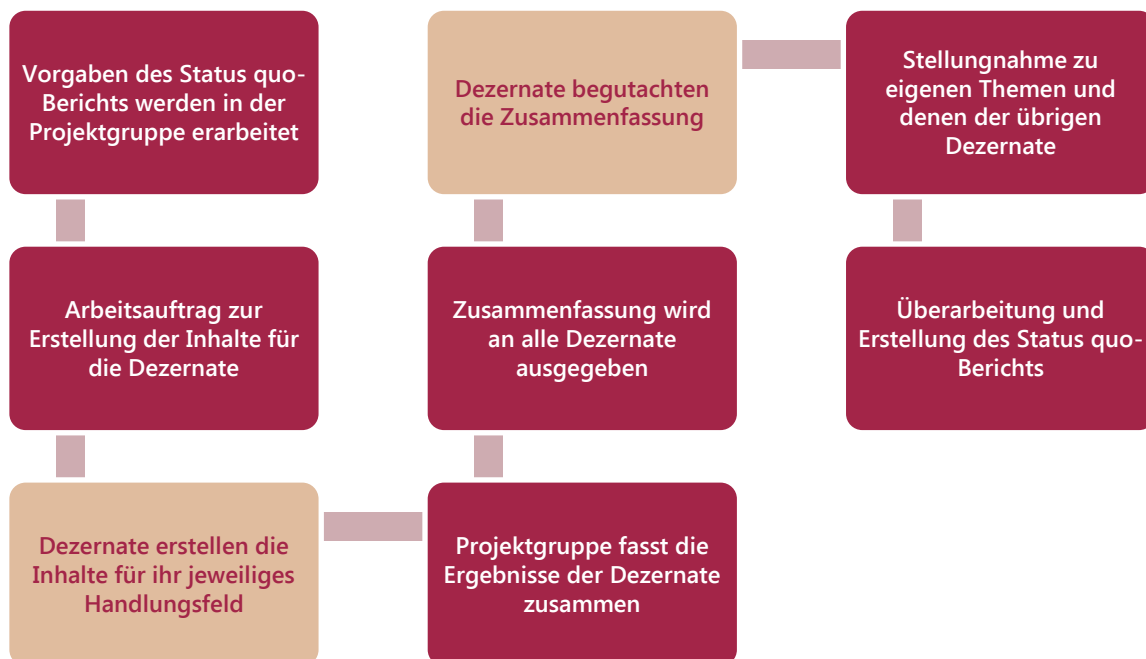 Vorgaben des Status quo-
Berichts werden in der
Projektgruppe erarbeitet
Arbeitsauftrag zur
Erstellung der Inhalte für
die Dezernate
Dezernate erstellen die
Inhalte für ihr jeweiliges
Handlungsfeld
Projektgruppe fasst die
Ergebnisse der Dezernate
zusammen
Zusammenfassung wird
an alle Dezernate
ausgegeben
Dezernate begutachten
die Zusammenfassung
Stellungnahme zu
eigenen Themen und
denen der übrigen
Dezernate
Überarbeitung und
Erstellung des Status quo-
Berichts